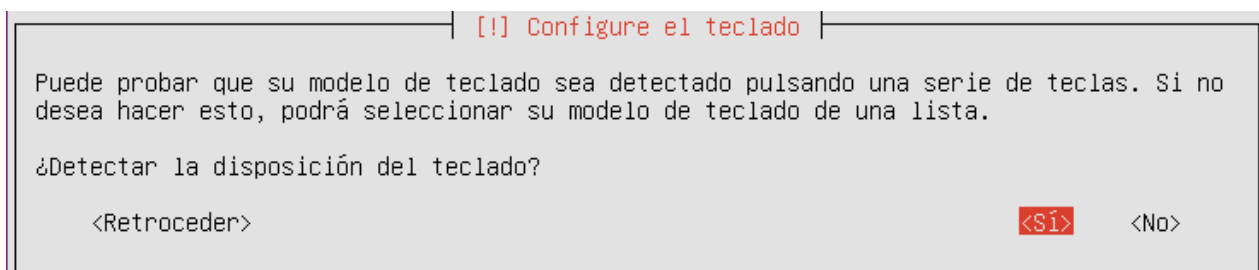 [!] Configure el teclado
Puede probar que su modelo de teclado sea detectado pulsando una serie de teclas. Si no
desea hacer esto, podrá seleccionar su modelo de teclado de una lista.
¿Detectar la disposición del teclado?
<Retroceder> <Sí> <No>